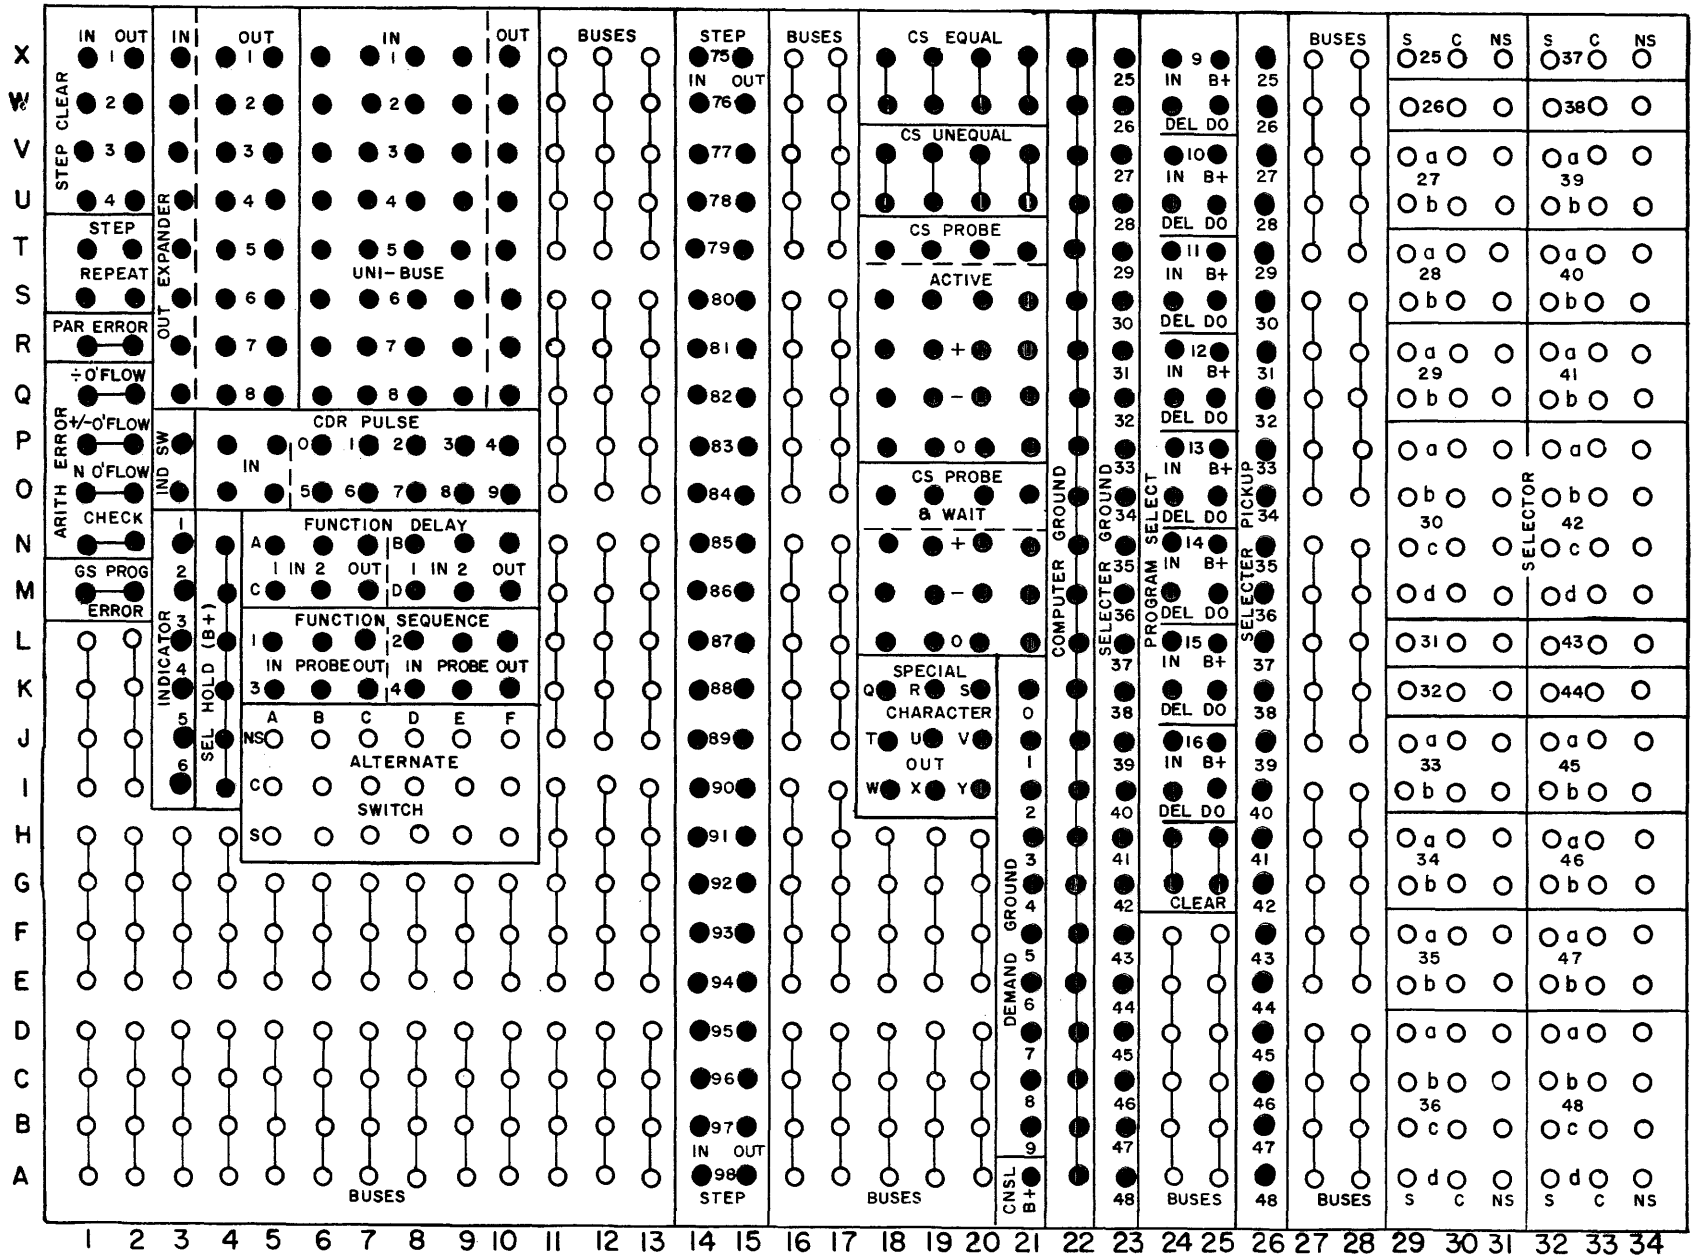 IN OUT IN OUT IN OUT BUSES STEP BUSES CS EQUAL BUSES S C NS S C NS
X 1 1 1 75 9 25 37
IN OUT 25 IN B+ 25
W 2 2 2 76 26 38
STEP CLEAR
26 DEL DO 26
CS UNEQUAL
V 3 3 3 77 10 a a
27 IN B+ 27 27 39
U 4 4 4 78 b b
STEP 28 DEL DO 28
CS PROBE
T 5 5 79 11 a a
REPEAT UNI-BUSE ACTIVE 29 IN B+ 29 28 40
OUT EXPANDER
S 6 6 80 b b
PAR ERROR 30 DEL DO 30
R 7 7 81 + 12 a a
÷ O'FLOW 31 IN B+ 31 29 41
Q 8 8 82 - b b
+/-O'FLOW CDR PULSE 32 DEL DO 32
P 0 1 2 3 4 83 0 13 a a
ARITH ERROR
IND SW
N O'FLOW IN CS PROBE 33 IN B+ 33
O 5 6 7 8 9 84 b b
CHECK 1 FUNCTION DELAY & WAIT 34 DEL DO 34 30 42
N A B 85 + 14 c c
GS PROG 2 1 IN 2 OUT 1 IN 2 OUT 35 IN B+ 35
M C D 86 - d d
ERROR 3 FUNCTION SEQUENCE 36 DEL DO 36
COMPUTER GROUND
SELECTER GROUND
PROGRAM SELECT
SELECTER PICKUP
SELECTOR
L 1 2 87 0 15 31 43
4 IN PROBE OUT IN PROBE OUT SPECIAL 37 IN B+ 37
INDICATOR
SEL HOLD (B+)
K 3 4 88 Q R S 32 44
5 A B C D E F CHARACTER 0 38 DEL DO 38
J NS 89 T U V 16 a a
6 ALTERNATE OUT 1 39 IN B+ 39 33 45
I C 90 W X Y b b
SWITCH 2 40 DEL DO 40
H S 91 a a
3 41 41 34 46
G 92 b b
4 42 CLEAR 42
DEMAND GROUND
F 93 a a
5 43 43 35 47
E 94 b b
6 44 44
D 95 a a
7 45 45
C 96 b b
8 46 46 36 48
B 97 c c
IN OUT 9 47 47
A 98 d d
BUSES STEP BUSES CNSL B+ 48 BUSES 48 BUSES S C NS S C NS
1 2 3 4 5 6 7 8 9 10 11 12 13 14 15 16 17 18 19 20 21 22 23 24 25 26 27 28 29 30 31 32 33 34